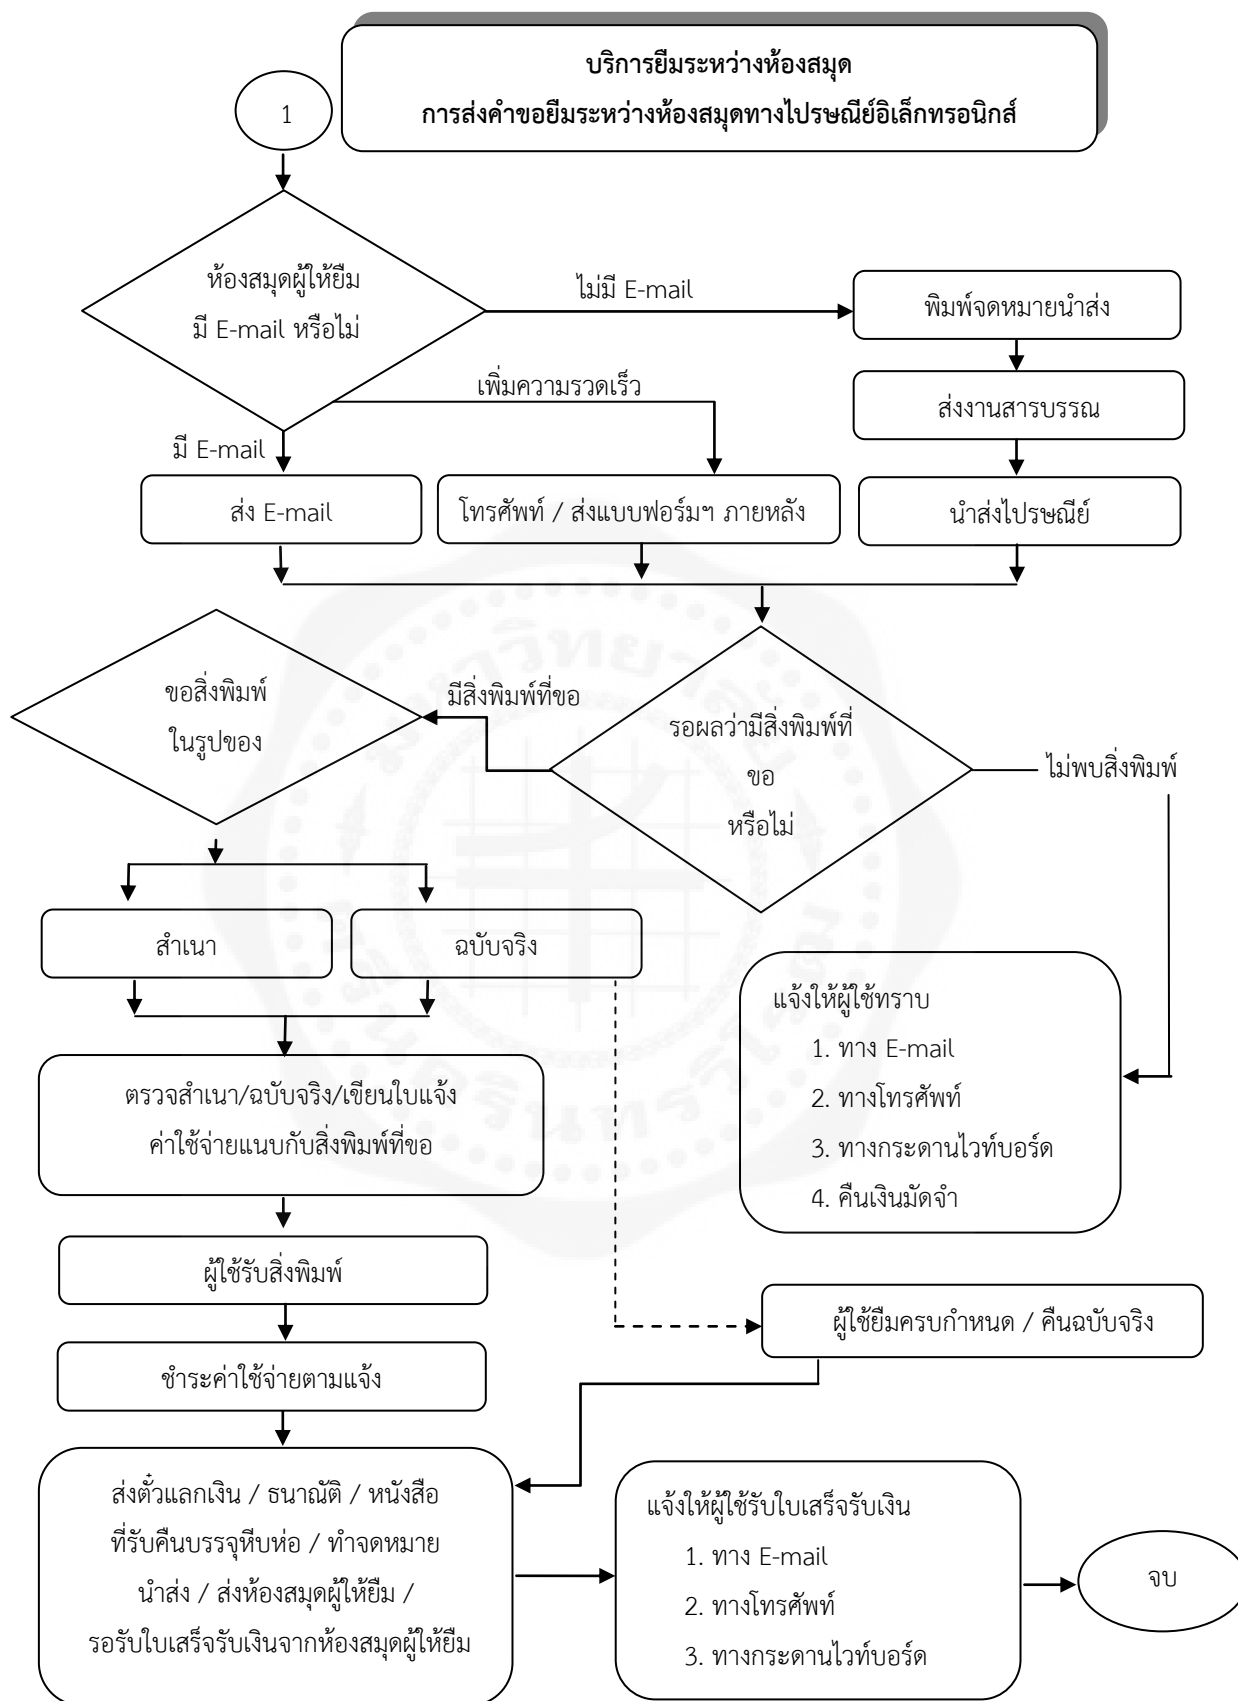 บริการยืมระหว่างห้องสมุด
การส่งคำขอยืมระหว่างห้องสมุดทางไปรษณีย์อิเล็กทรอนิกส์
1
ห้องสมุดผู้ให้ยืม
มี E-mail หรือไม่
ไม่มี E-mail
พิมพ์จดหมายนำส่ง
เพิ่มความรวดเร็ว
ส่งงานสารบรรณ
มี E-mail
ส่ง E-mail
โทรศัพท์ / ส่งแบบฟอร์มฯ ภายหลัง
นำส่งไปรษณีย์
ขอสิ่งพิมพ์
ในรูปของ
มีสิ่งพิมพ์ที่ขอ
รอผลว่ามีสิ่งพิมพ์ที่
ขอ
หรือไม่
ไม่พบสิ่งพิมพ์
สำเนา
ฉบับจริง
แจ้งให้ผู้ใช้ทราบ
1. ทาง E-mail
2. ทางโทรศัพท์
3. ทางกระดานไวท์บอร์ด
4. คืนเงินมัดจำ
ตรวจสำเนา/ฉบับจริง/เขียนใบแจ้ง
ค่าใช้จ่ายแนบกับสิ่งพิมพ์ที่ขอ
ผู้ใช้รับสิ่งพิมพ์
ผู้ใช้ยืมครบกำหนด / คืนฉบับจริง
ชำระค่าใช้จ่ายตามแจ้ง
ส่งตั๋วแลกเงิน / ธนาณัติ / หนังสือ
ที่รับคืนบรรจุหีบห่อ / ทำจดหมาย
นำส่ง / ส่งห้องสมุดผู้ให้ยืม /
รอรับใบเสร็จรับเงินจากห้องสมุดผู้ให้ยืม
แจ้งให้ผู้ใช้รับใบเสร็จรับเงิน
1. ทาง E-mail
2. ทางโทรศัพท์
3. ทางกระดานไวท์บอร์ด
จบ
มหาวิทยาลัย
ศรีนครินทรวิโรฒ